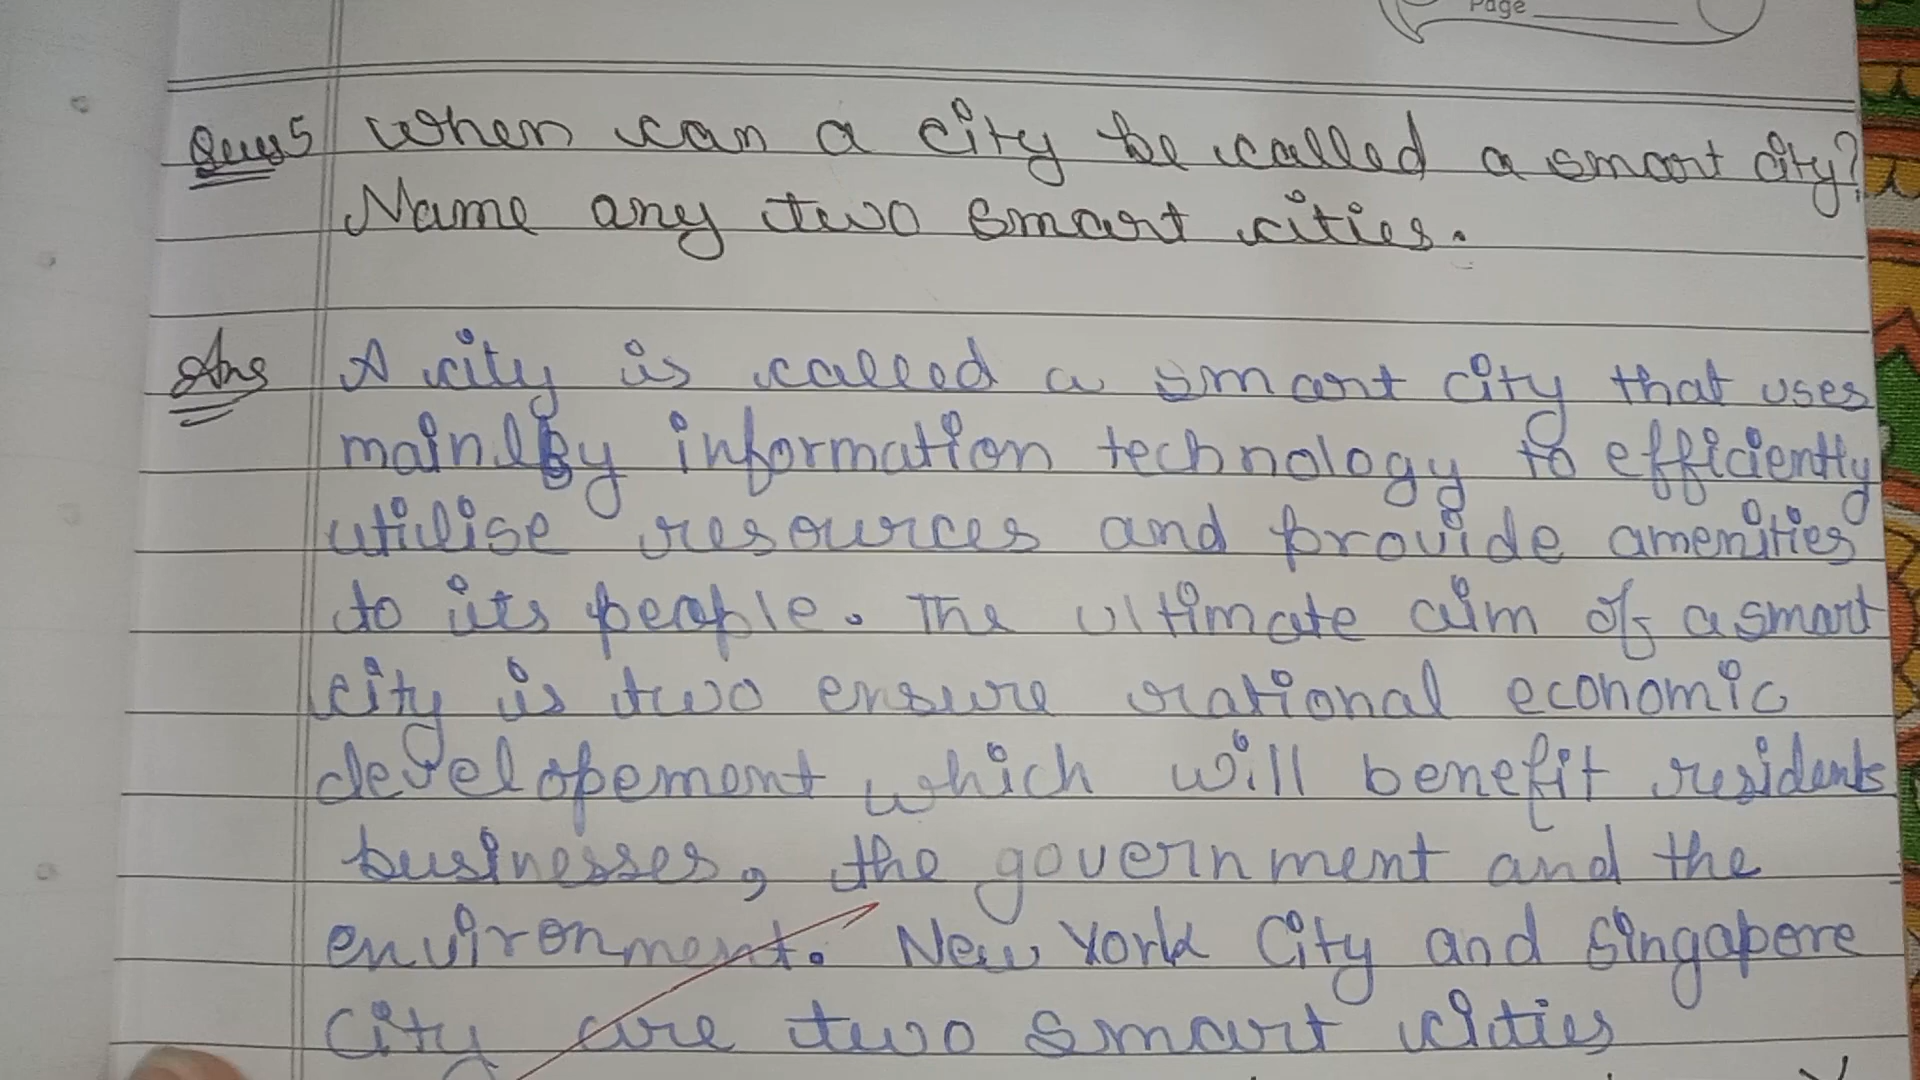 Page
Ques 5 When can a city be called a smart city?
Name any two smart cities.
Ans A city is called a smart city that uses
mainly information technology to efficiently
utilise resources and provide amenities
to its people. The ultimate aim of a smart
city is two ensure rational economic
developement which will benefit residents
businesses, the government and the
environment. New York City and Singapore
City are two smart cities